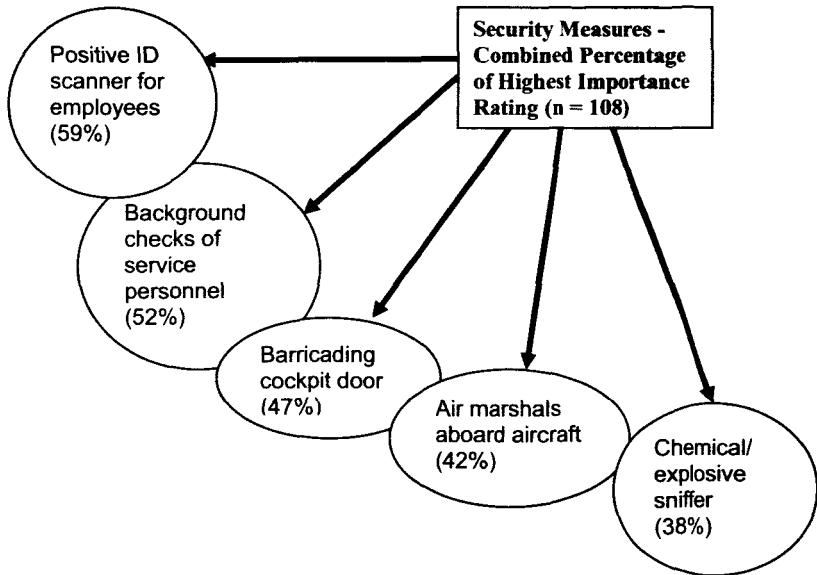 Security Measures -
Combined Percentage
of Highest Importance
Rating (n = 108)
Positive ID
scanner for
employees
(59%)
Background
checks of
service
personnel
(52%)
Barricading
cockpit door
(47%)
Air marshals
aboard aircraft
(42%)
Chemical/
explosive
sniffer
(38%)